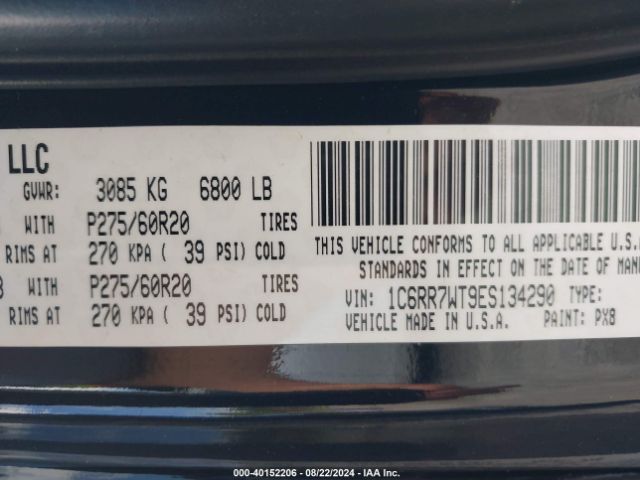 LLC
GVWR: 3085 KG 6800 LB
WITH P275/60R20 TIRES
RIMS AT 270 KPA ( 39 PSI) COLD
WITH P275/60R20 TIRES
RIMS AT 270 KPA ( 39 PSI) COLD
THIS VEHICLE CONFORMS TO ALL APPLICABLE U.S.A
STANDARDS IN EFFECT ON THE DATE OF MAN
VIN: 1C6RR7WT9ES134290 TYPE:
VEHICLE MADE IN U.S.A. PAINT: PX8
000-40152206 - 08/22/2024 - IAA Inc.